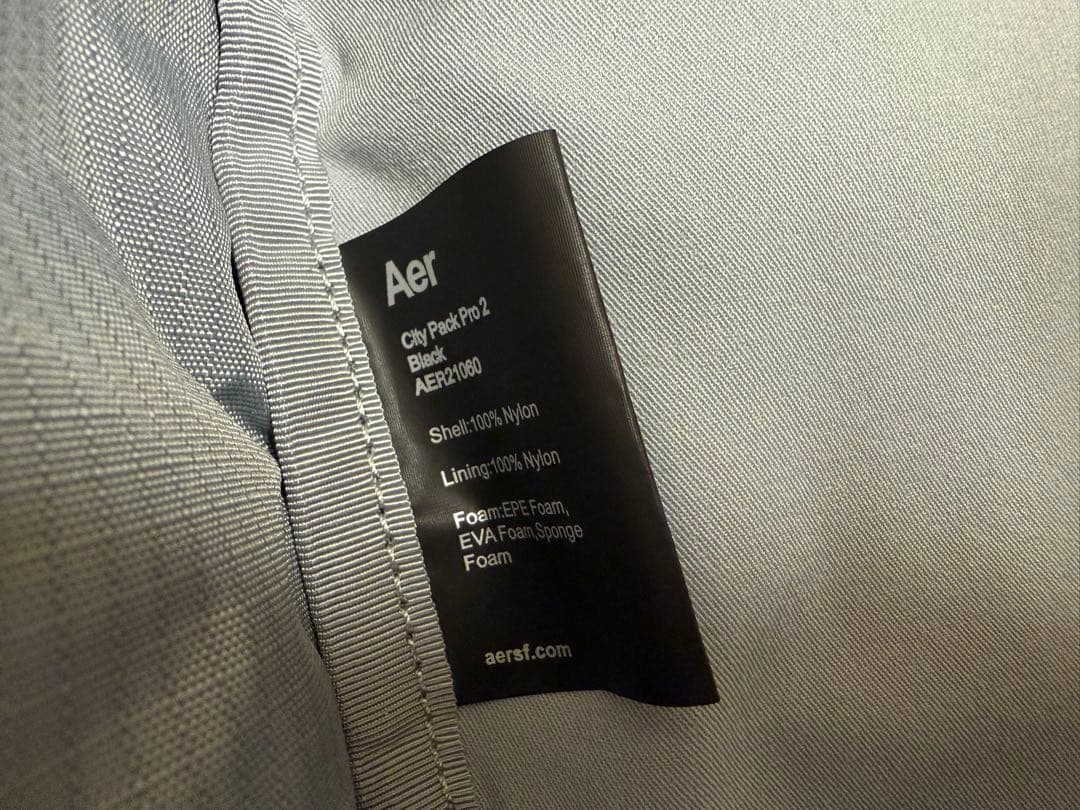 Aer
City Pack Pro 2
Black
AER21060
Shell:100% Nylon
Lining:100% Nylon
Foam:EPE Foam,
EVA Foam,Sponge
Foam
aersf.com